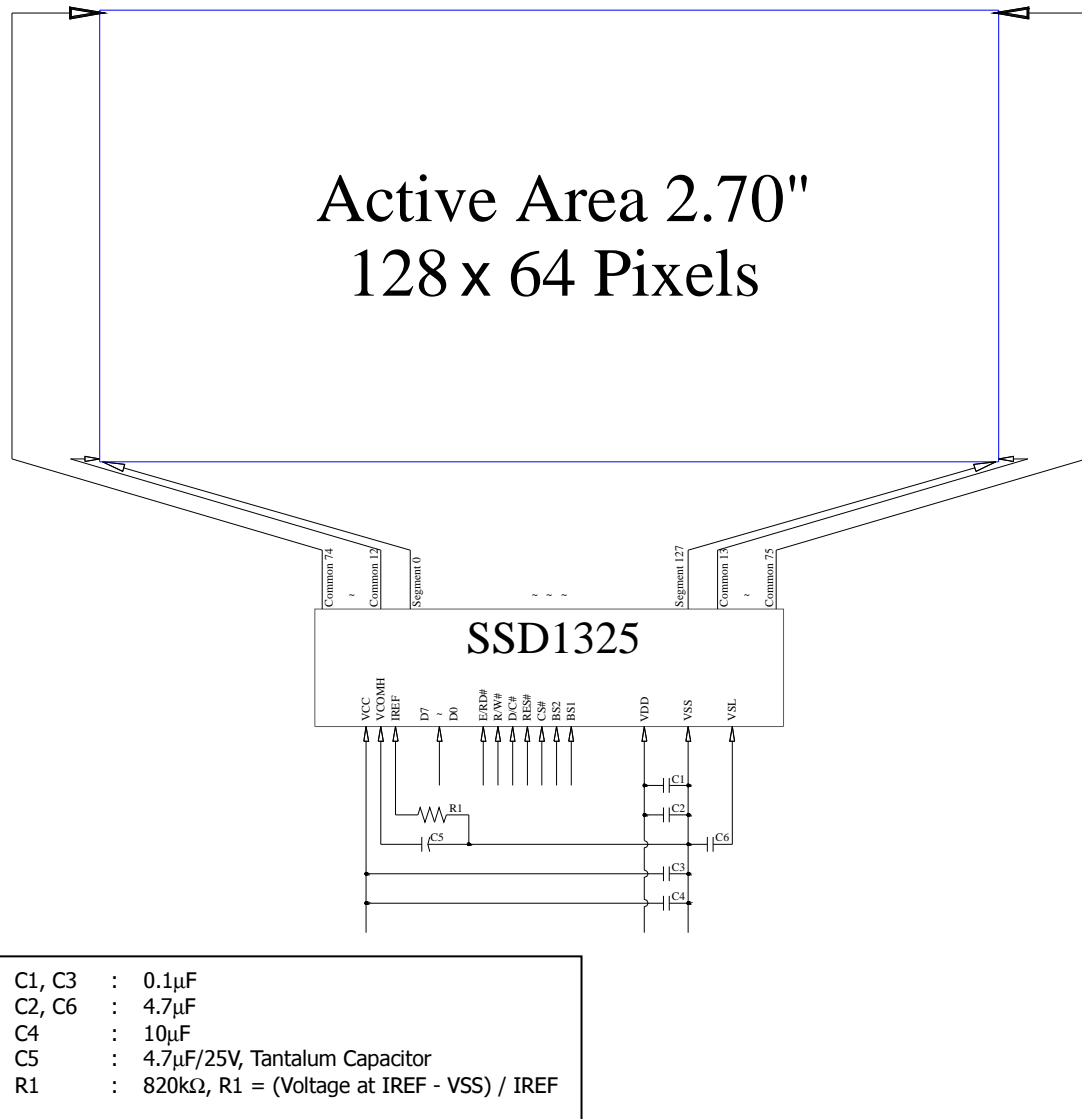 Active Area 2.70"
128 x 64 Pixels
Common 74
~
Common 12
Segment 0
~ ~ ~
Segment 127
Common 13
~
Common 75
SSD1325
VCC
VCOMH
IREF
D7
~
D0
E/RD#
R/W#
D/C#
RES#
CS#
BS2
BS1
VDD
VSS
VSL
C1
R1
C2
C5
C6
C3
C4
C1, C3 : 0.1μF
C2, C6 : 4.7μF
C4 : 10μF
C5 : 4.7μF/25V, Tantalum Capacitor
R1 : 820kΩ, R1 = (Voltage at IREF - VSS) / IREF